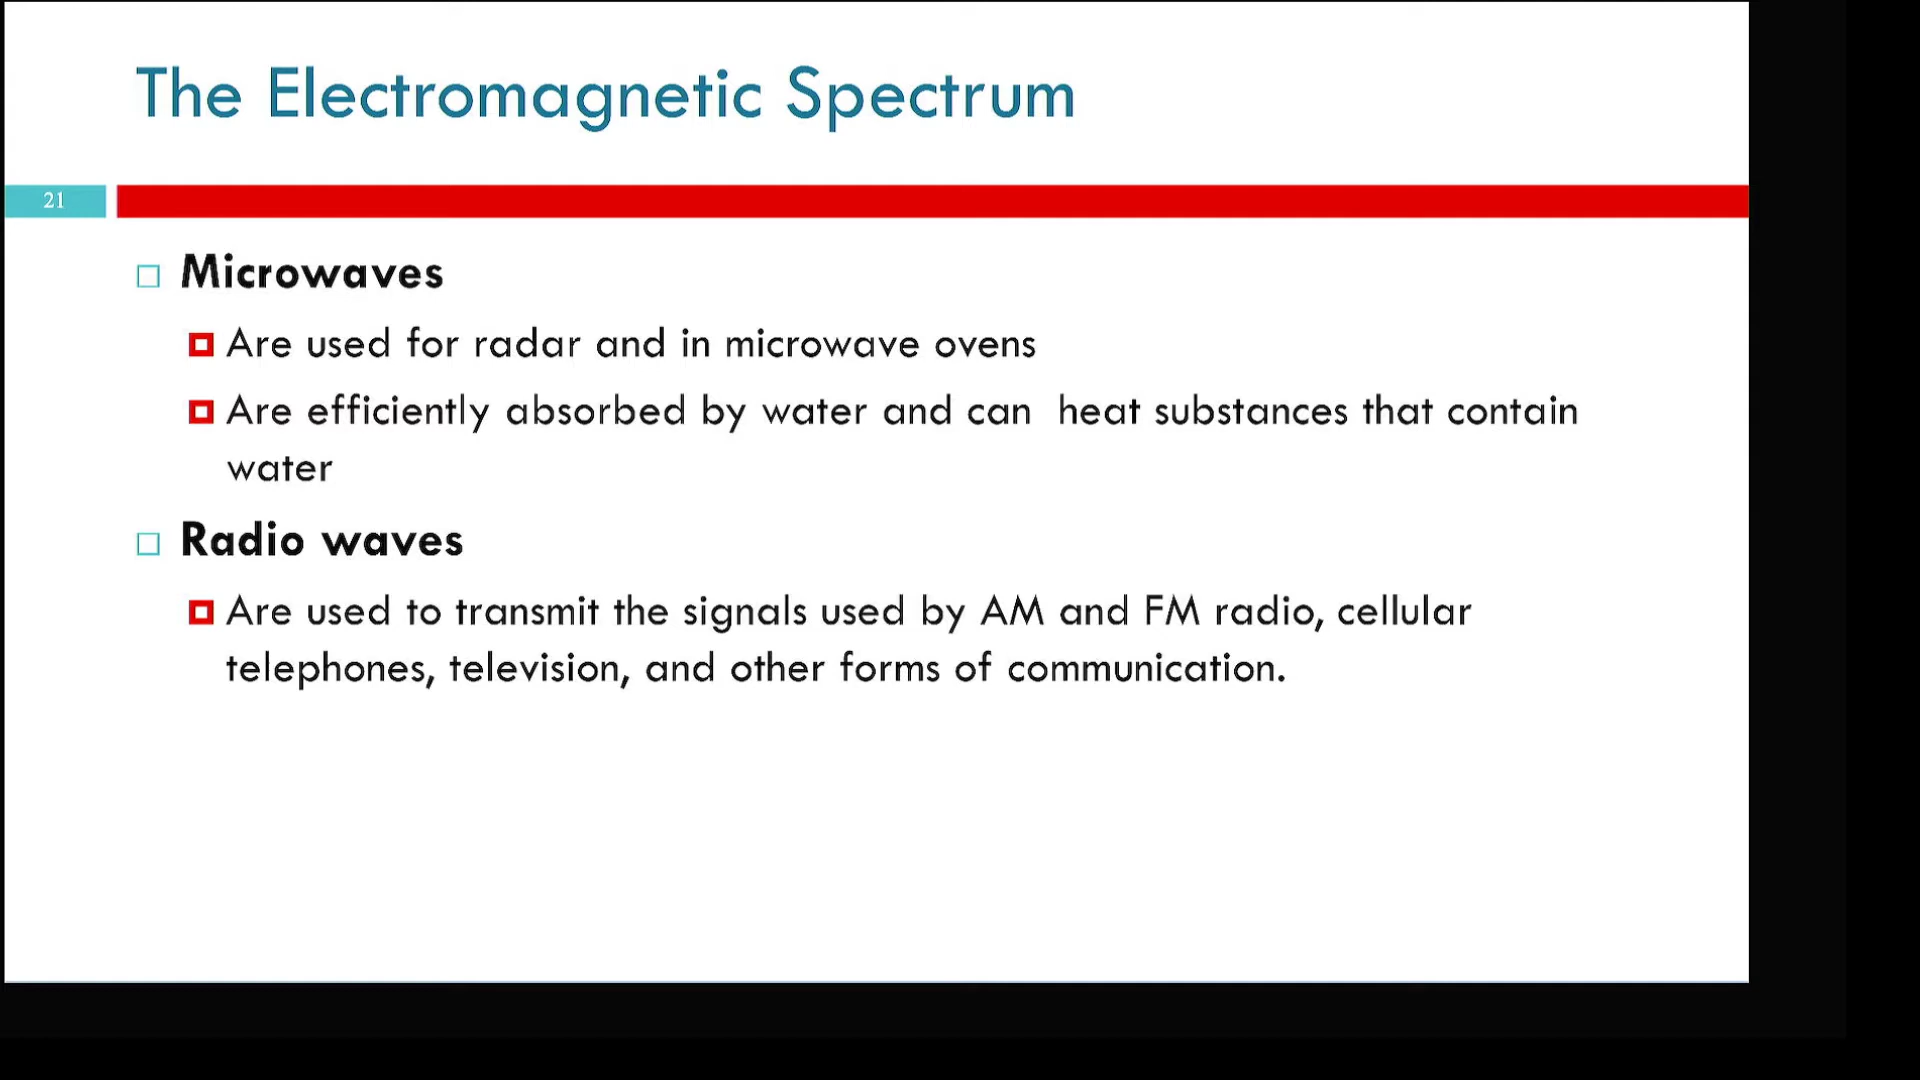 The Electromagnetic Spectrum
21
Microwaves
Are used for radar and in microwave ovens
Are efficiently absorbed by water and can  heat substances that contain
water
Radio waves
Are used to transmit the signals used by AM and FM radio, cellular
telephones, television, and other forms of communication.